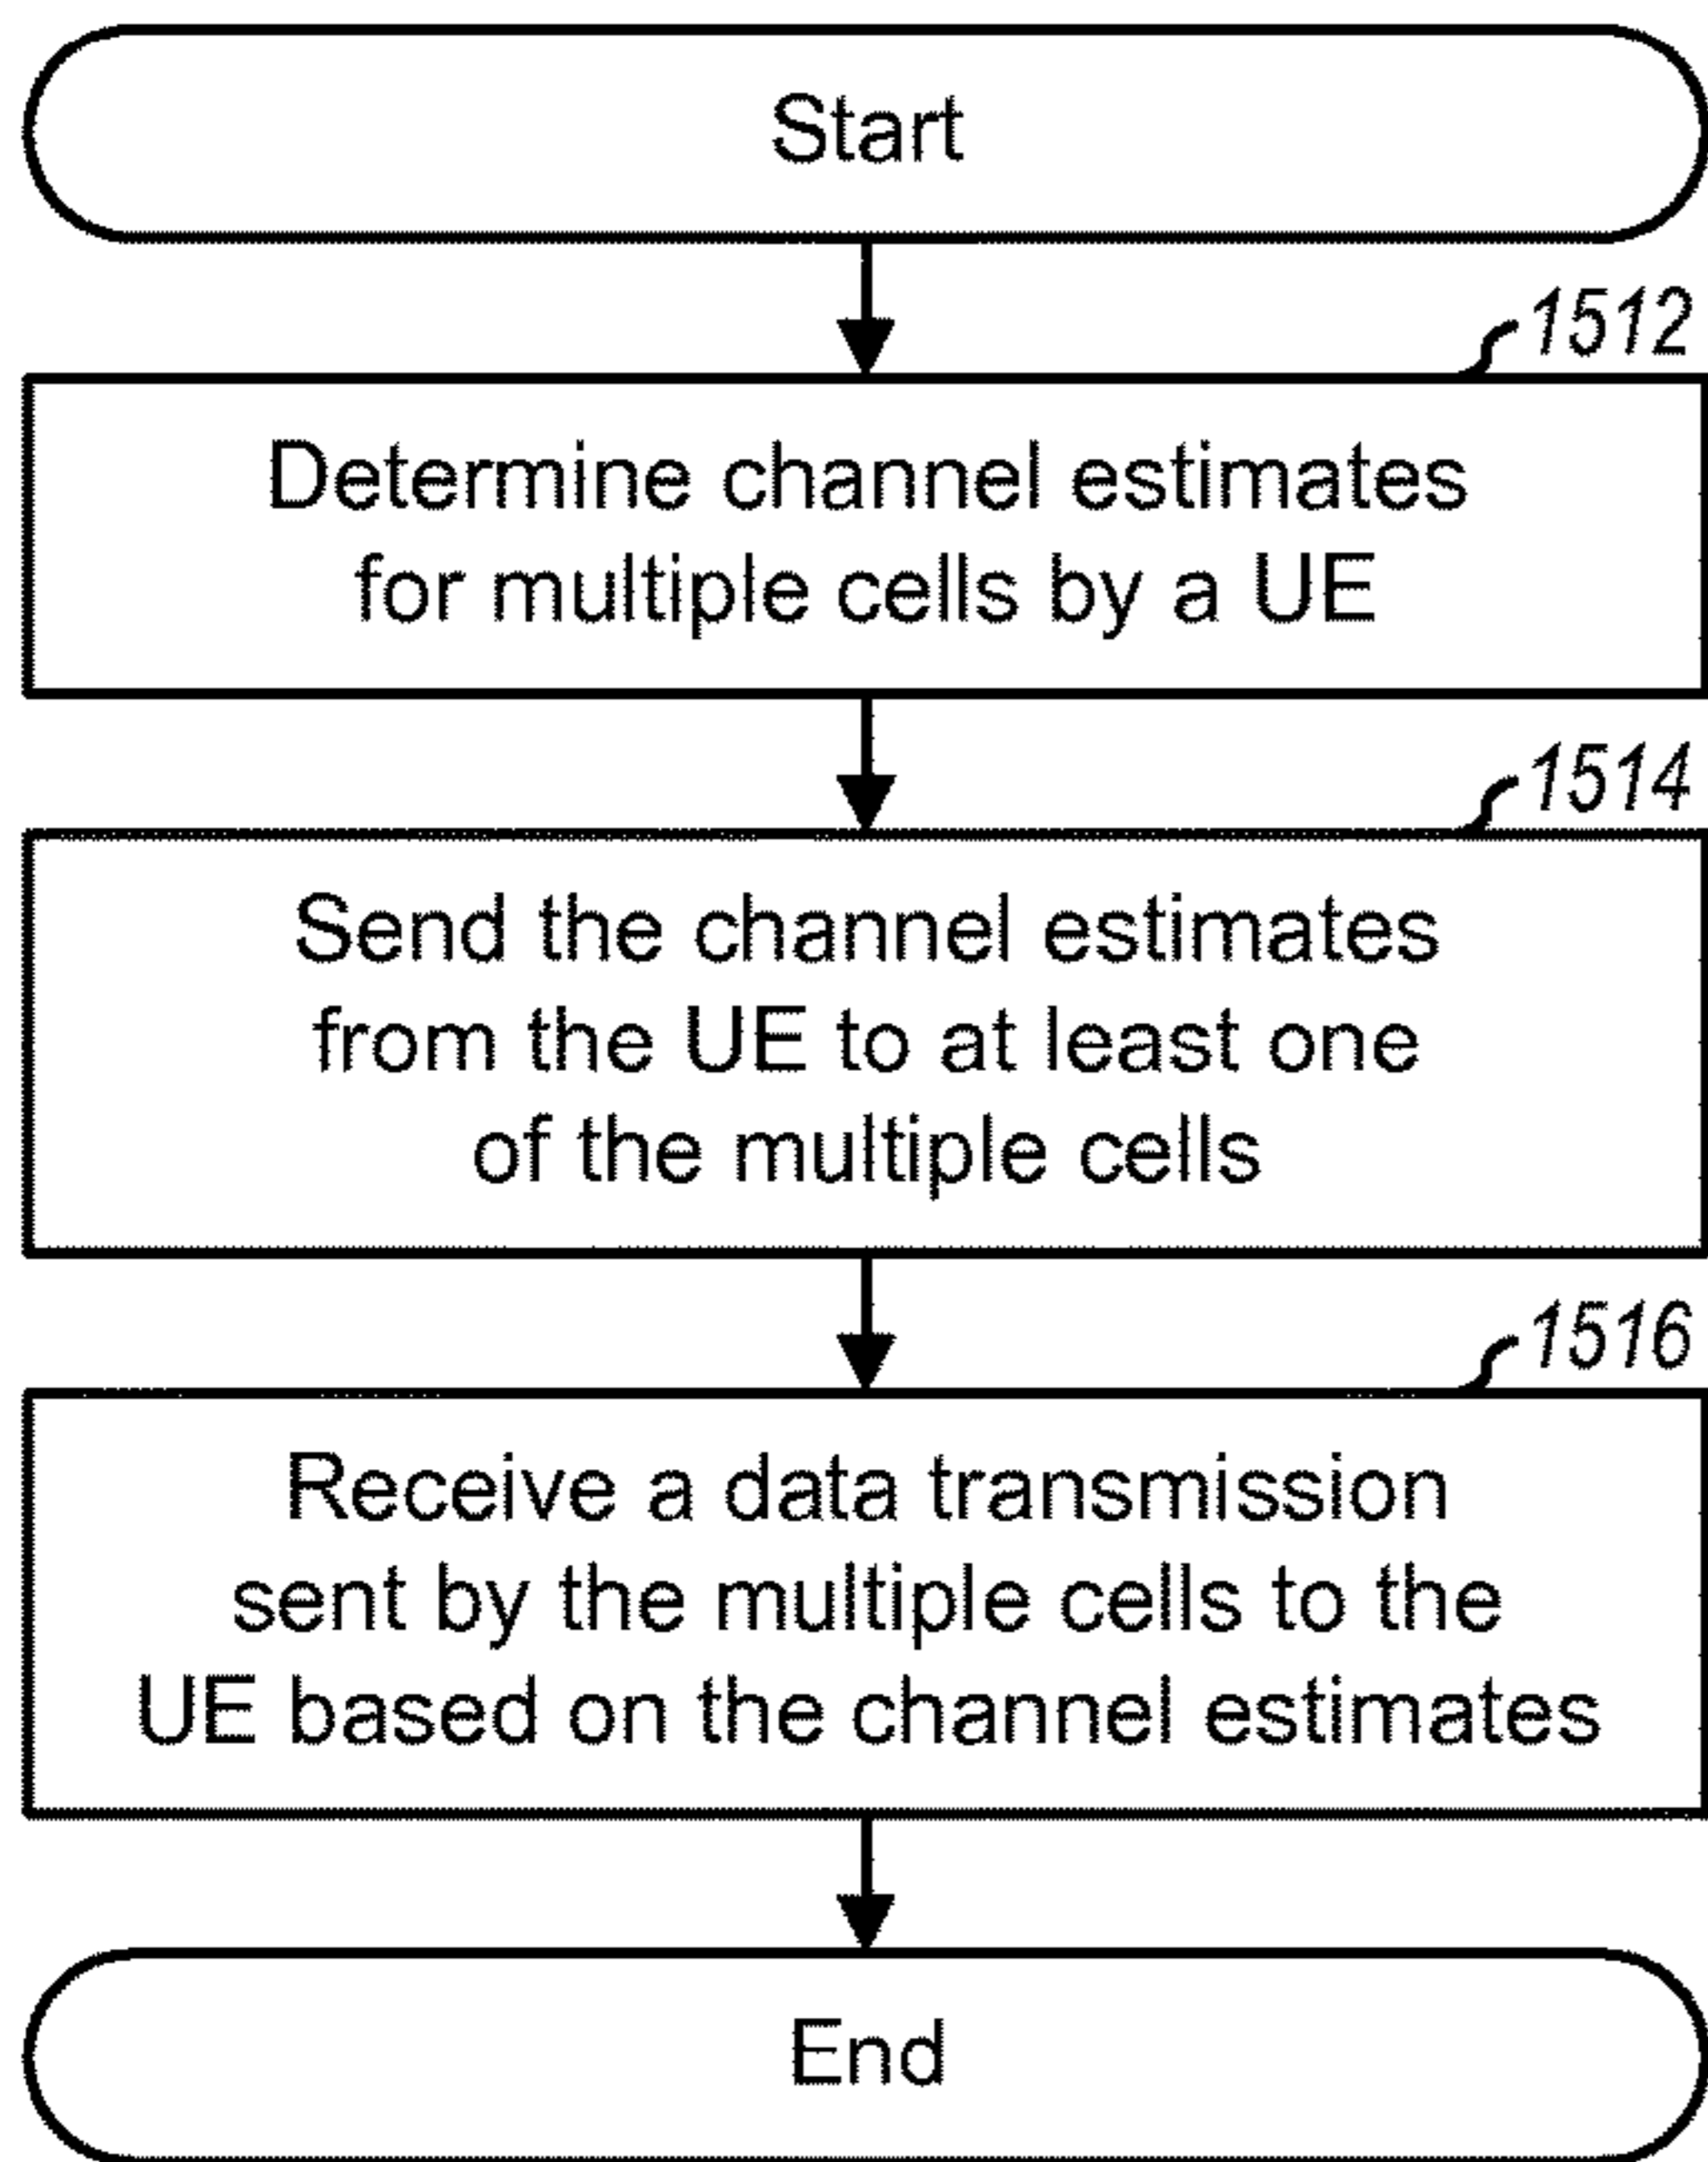 Start
1512
Determine channel estimates
for multiple cells by a UE
1514
Send the channel estimates
from the UE to at least one
of the multiple cells
1516
Receive a data transmission
sent by the multiple cells to the
UE based on the channel estimates
End